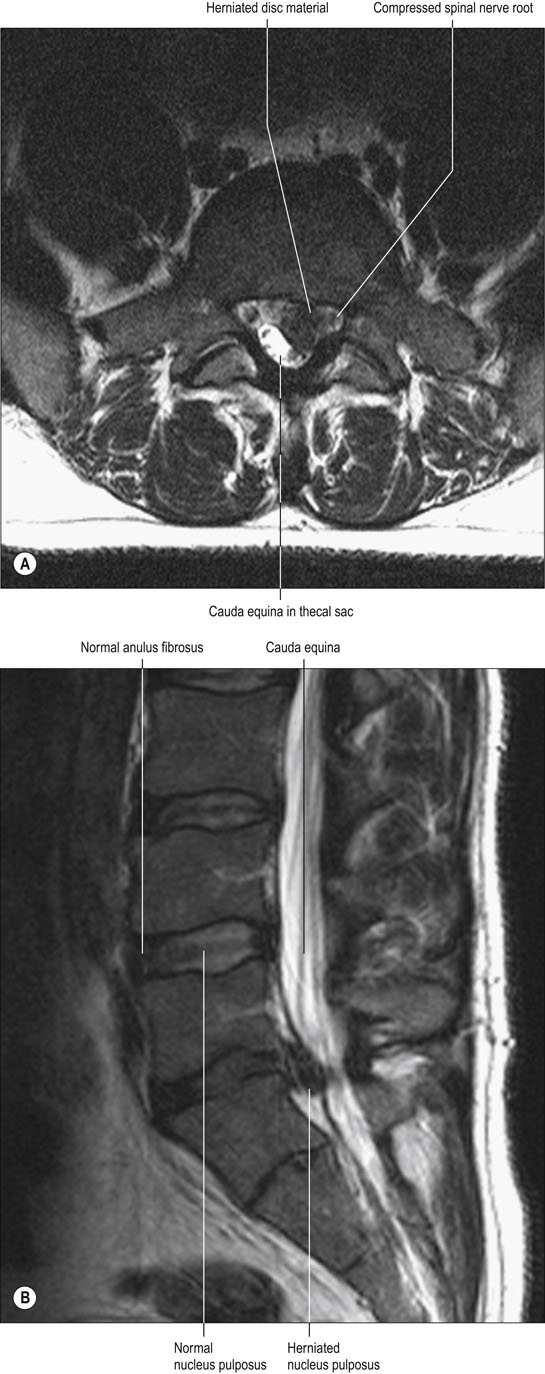 Herniated disc material
Compressed spinal nerve root
A
Cauda equina in thecal sac
Normal anulus fibrosus
Cauda equina
B
Normal
nucleus pulposus
Herniated
nucleus pulposus